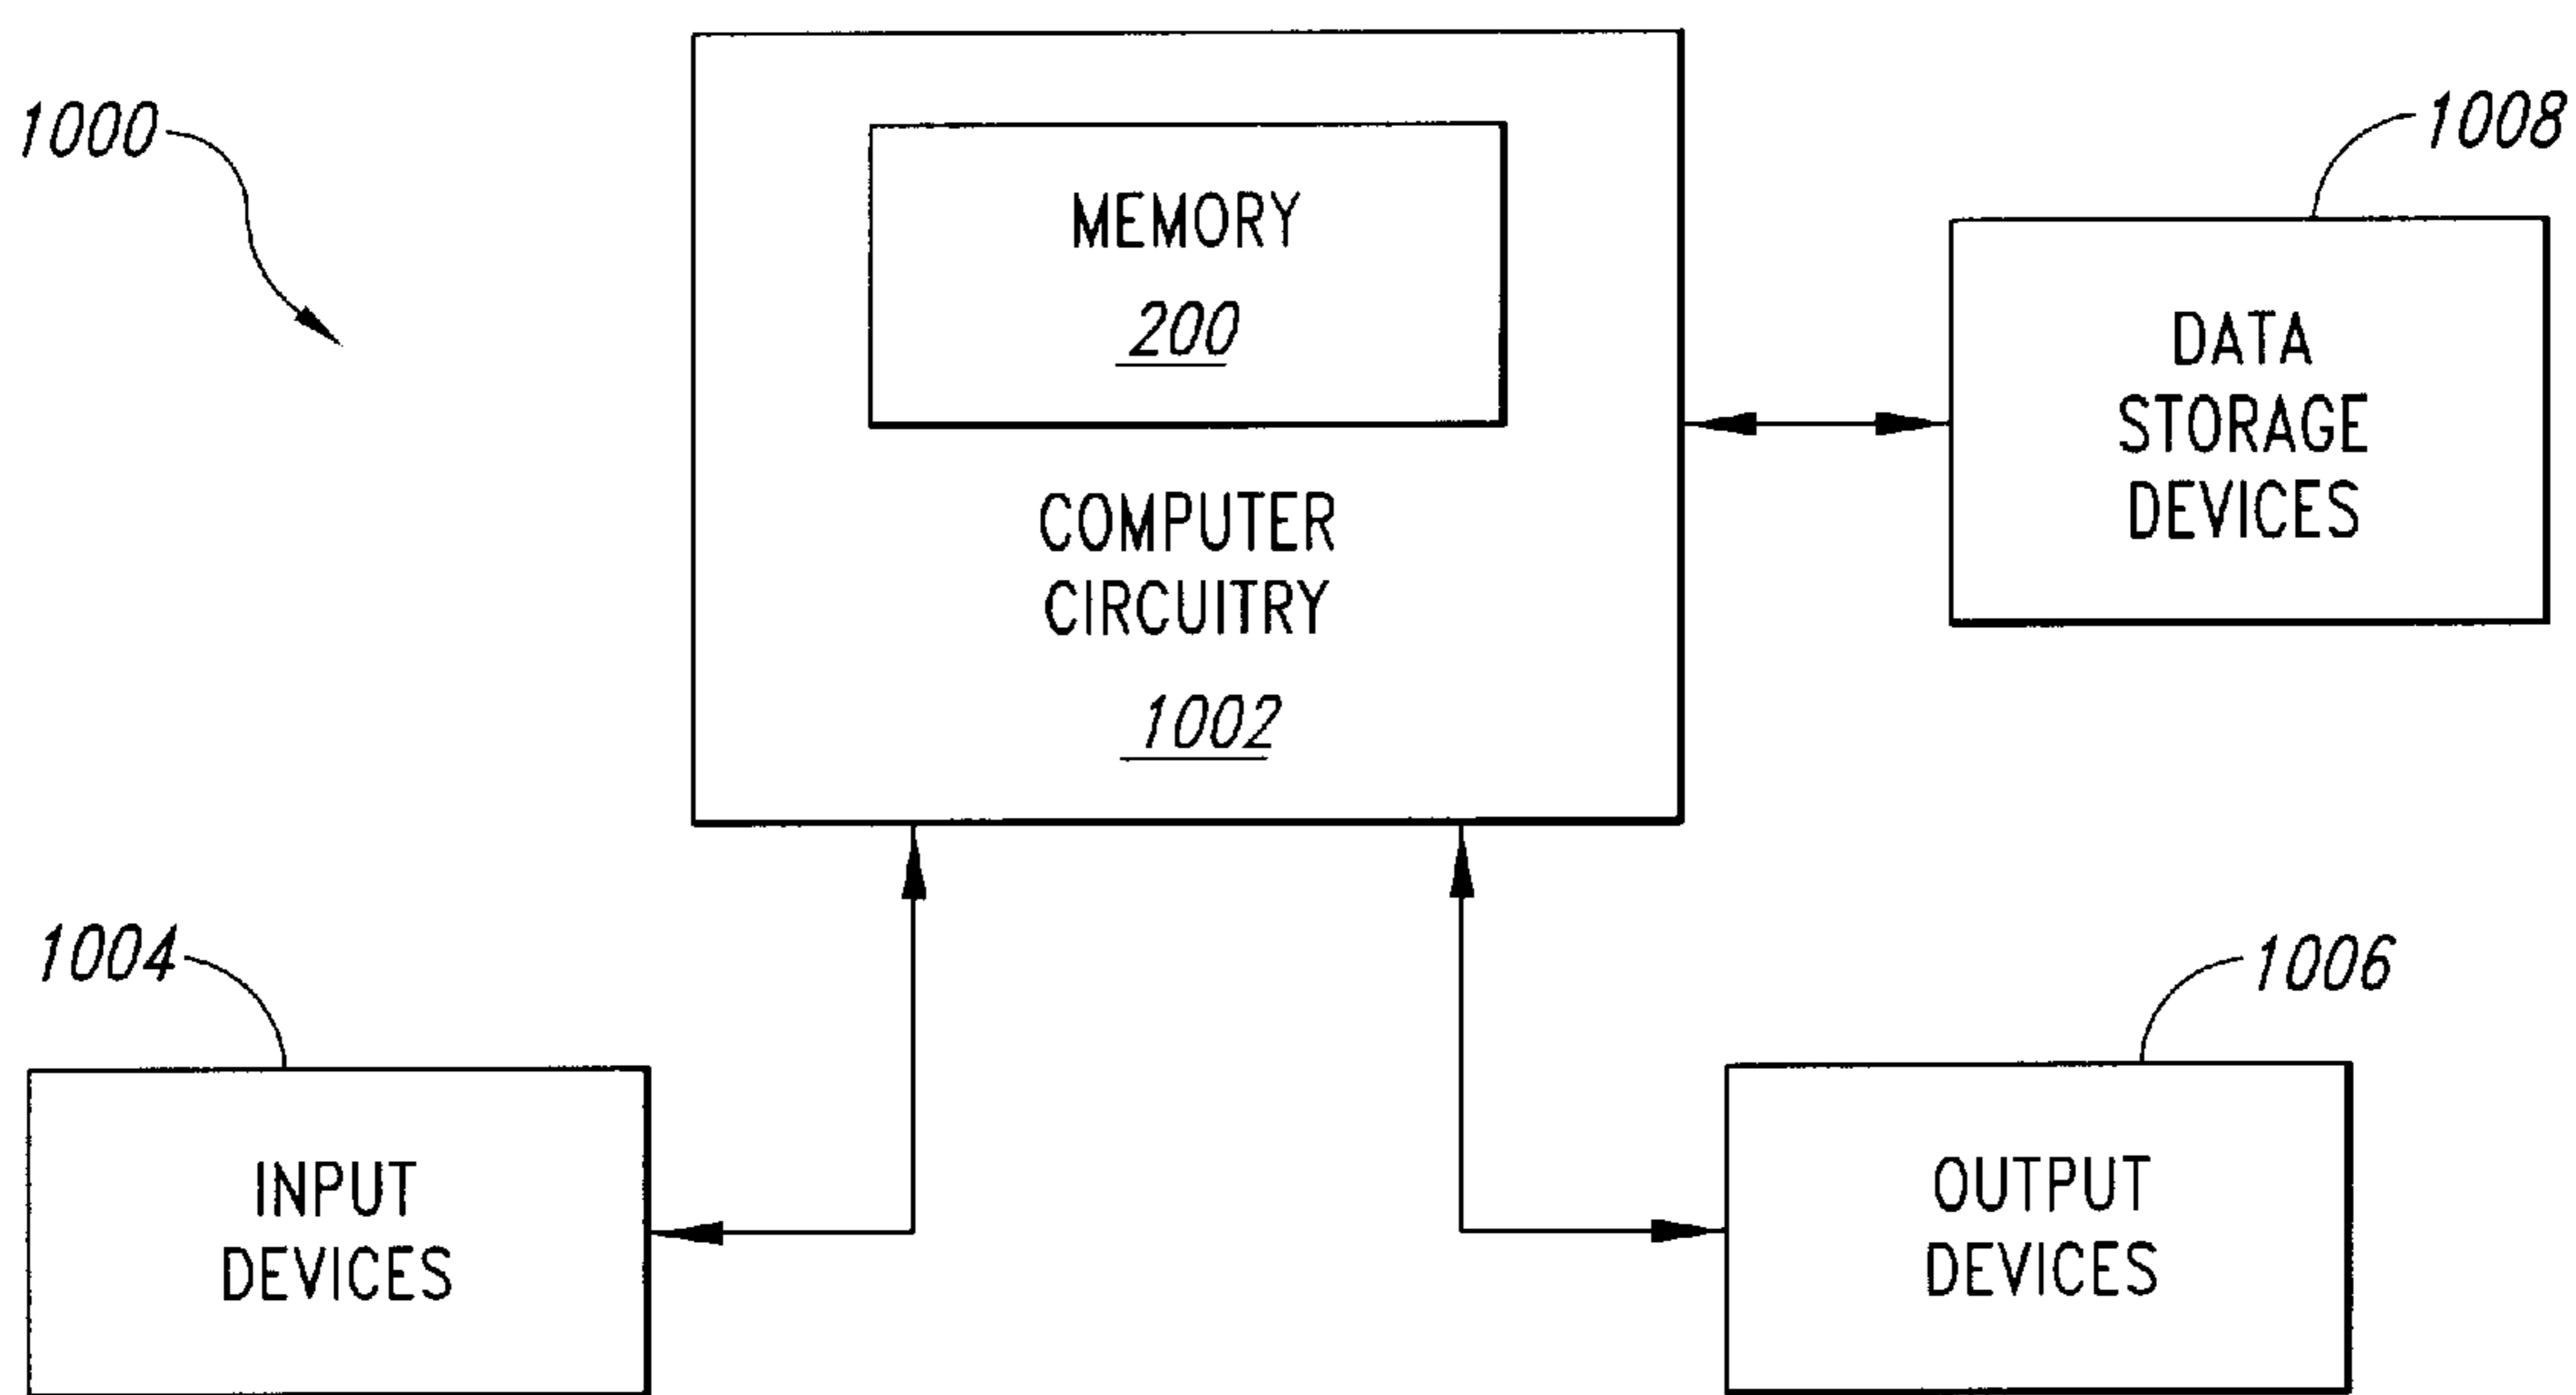 1000
MEMORY
200
COMPUTER
CIRCUITRY
1002
1008
DATA
STORAGE
DEVICES
1004
INPUT
DEVICES
1006
OUTPUT
DEVICES